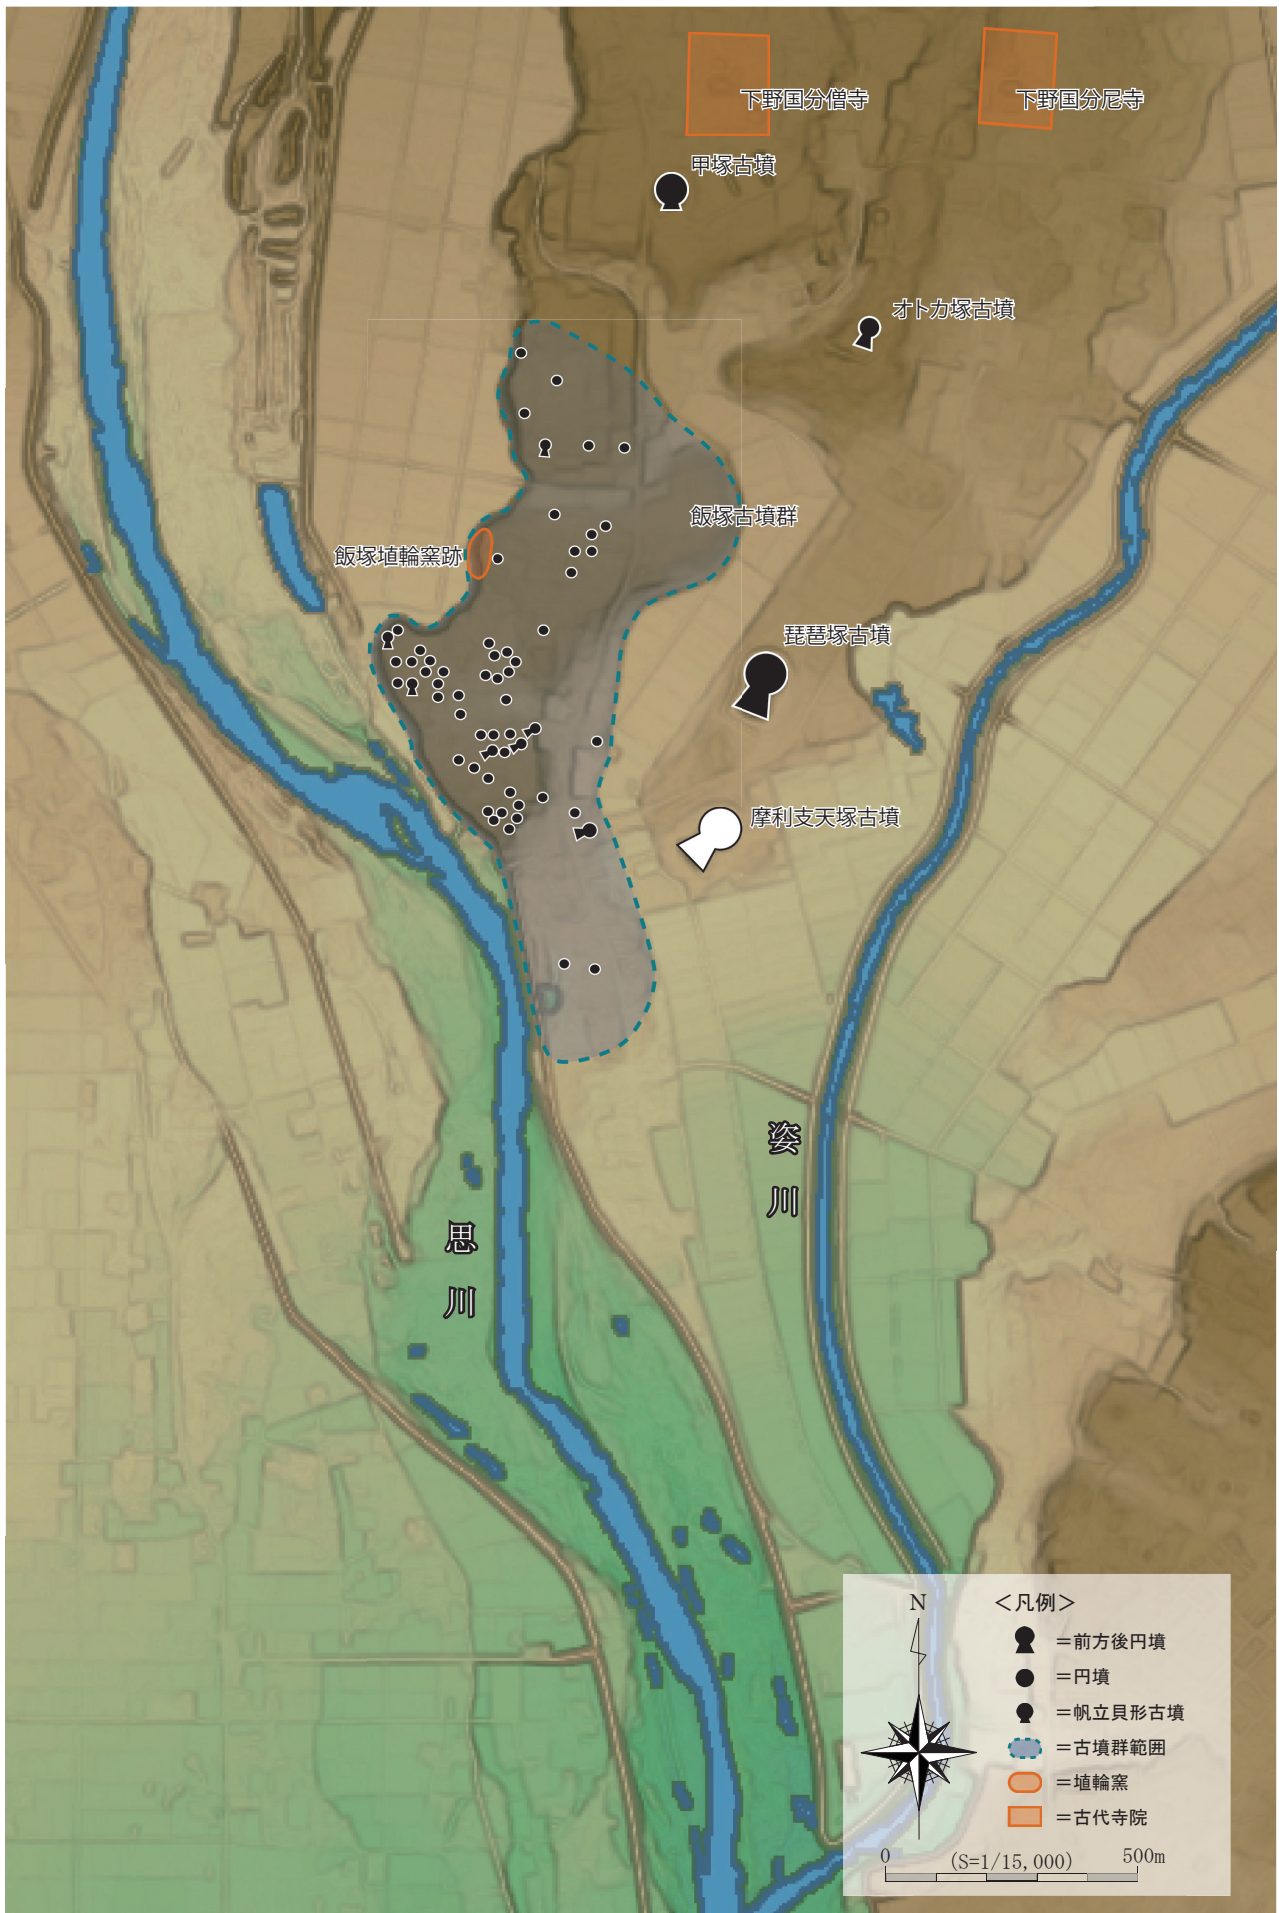 下野国分僧寺
下野国分尼寺
甲塚古墳
オトカ塚古墳
飯塚古墳群
飯塚埴輪窯跡
琵琶塚古墳
摩利支天塚古墳
姿川
思川
N
＜凡例＞
＝前方後円墳
＝円墳
＝帆立貝形古墳
＝古墳群範囲
＝埴輪窯
＝古代寺院
0 (S=1/15,000) 500m